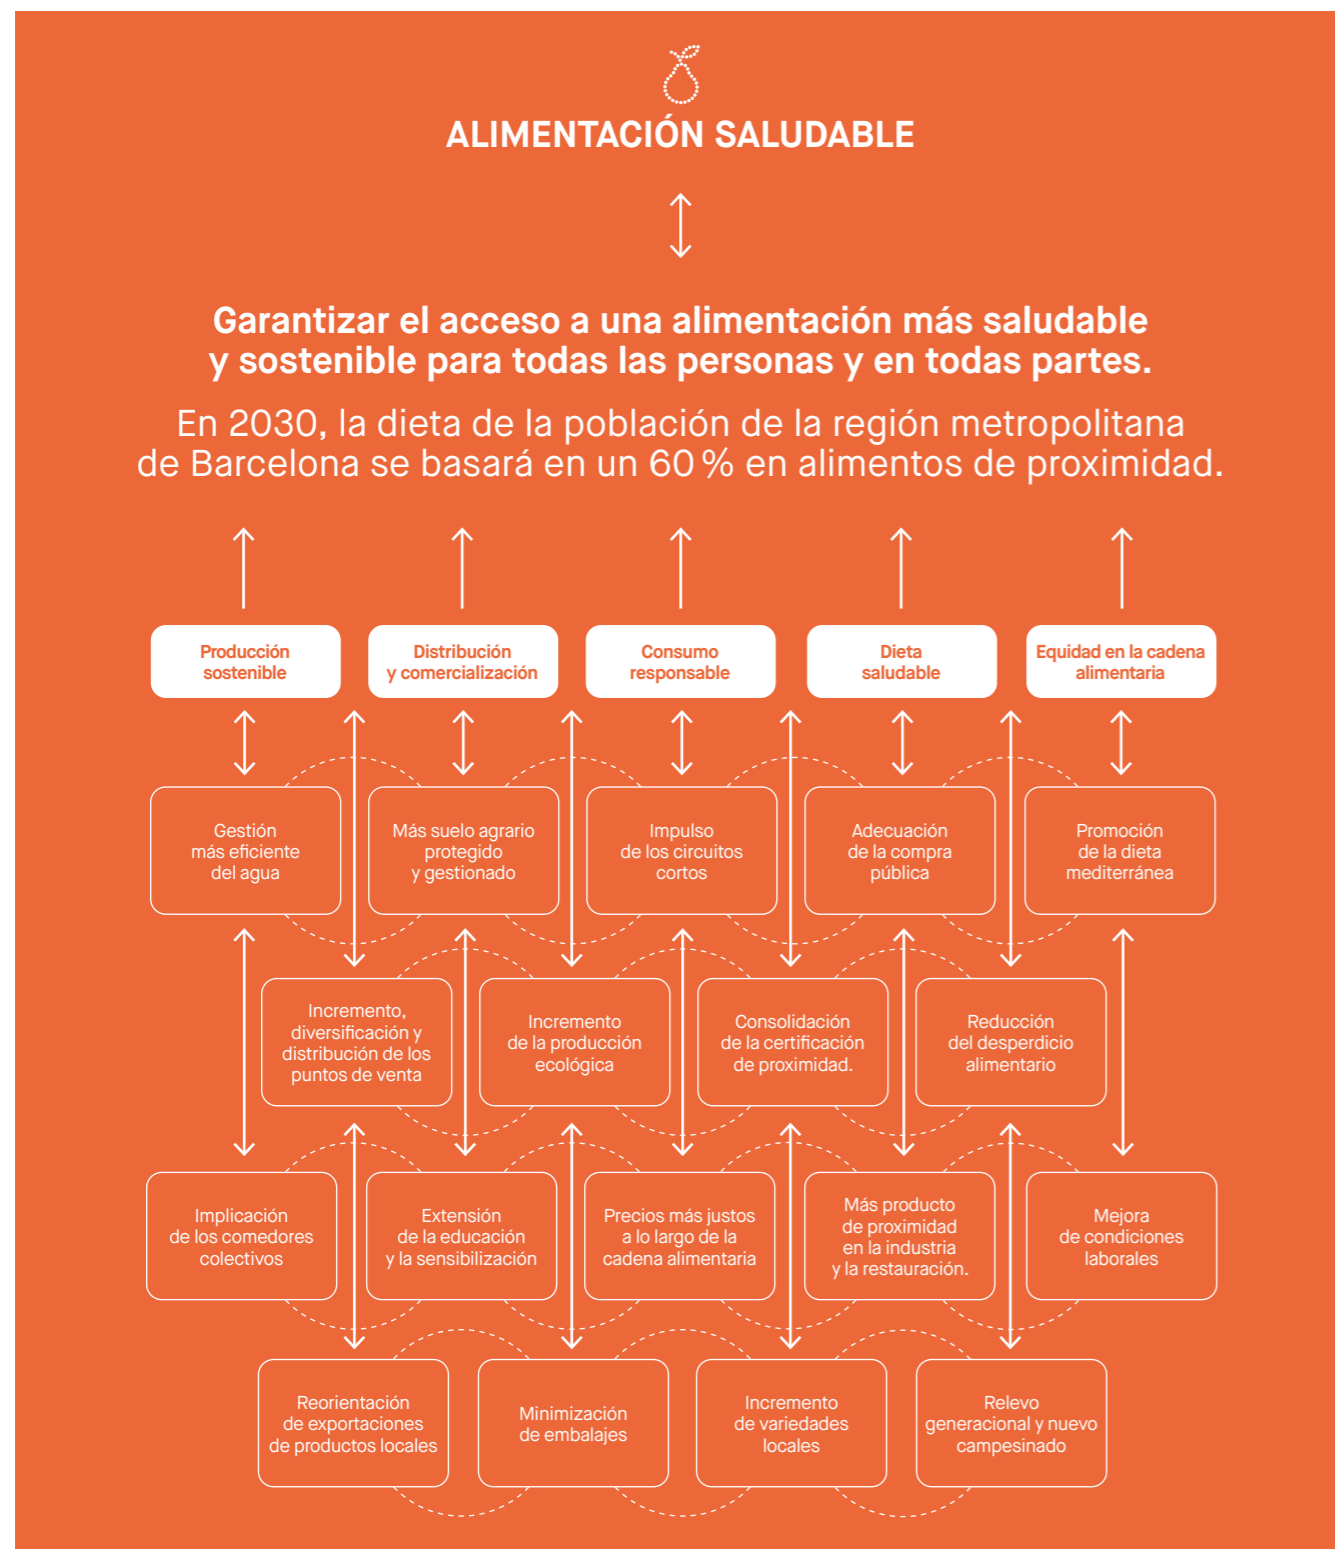 ALIMENTACIÓN SALUDABLE
Garantizar el acceso a una alimentación más saludable
y sostenible para todas las personas y en todas partes.
En 2030, la dieta de la población de la región metropolitana
de Barcelona se basará en un 60 % en alimentos de proximidad.
Producción
sostenible
Distribución
y comercialización
Consumo
responsable
Dieta
saludable
Equidad en la cadena
alimentaria
Gestión
más eficiente
del agua
Más suelo agrario
protegido
y gestionado
Impulso
de los circuitos
cortos
Adecuación
de la compra
pública
Promoción
de la dieta
mediterránea
Incremento,
diversificación y
distribución de los
puntos de venta
Incremento
de la producción
ecológica
Consolidación
de la certificación
de proximidad.
Reducción
del desperdicio
alimentario
Implicación
de los comedores
colectivos
Extensión
de la educación
y la sensibilización
Precios más justos
a lo largo de la
cadena alimentaria
Más producto
de proximidad
en la industria
y la restauración.
Mejora
de condiciones
laborales
Reorientación
de exportaciones
de productos locales
Minimización
de embalajes
Incremento
de variedades
locales
Relevo
generacional y nuevo
campesinado